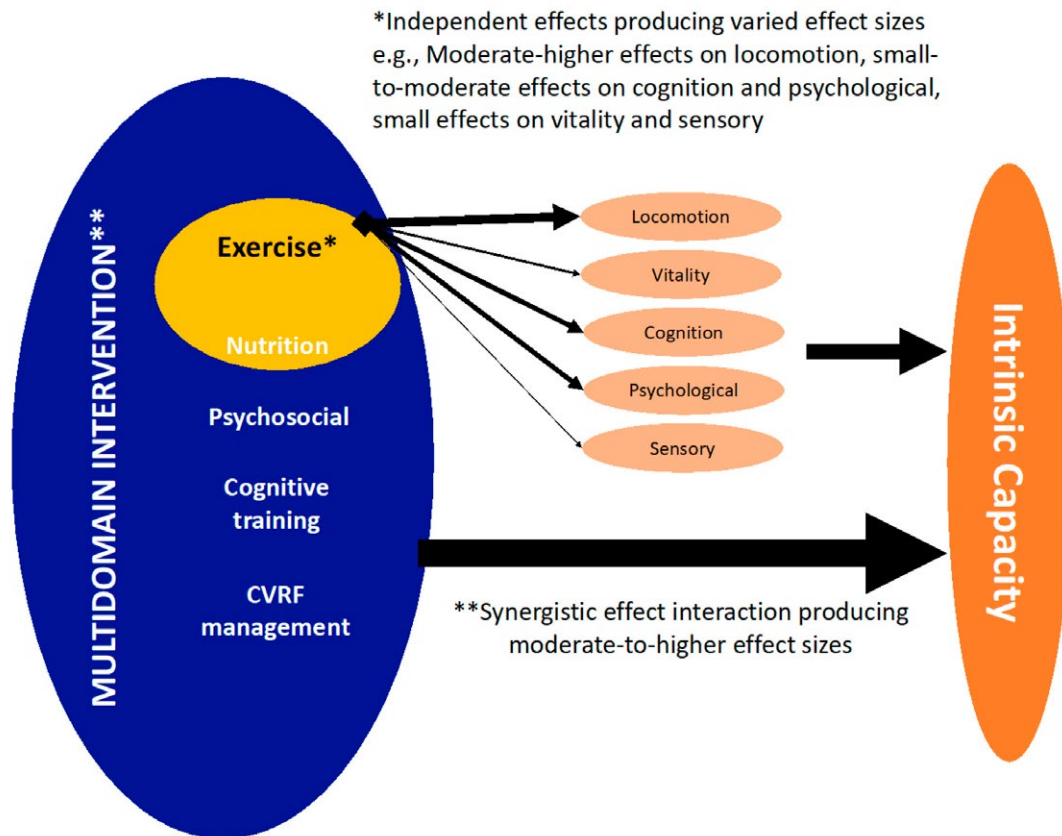 *Independent effects producing varied effect sizes
e.g., Moderate-higher effects on locomotion, small-
to-moderate effects on cognition and psychological,
small effects on vitality and sensory
MULTIDOMAIN INTERVENTION**
Exercise*
Nutrition
Psychosocial
Cognitive
training
CVRF
management
Locomotion
Vitality
Cognition
Psychological
Sensory
**Synergistic effect interaction producing
moderate-to-higher effect sizes
Intrinsic Capacity